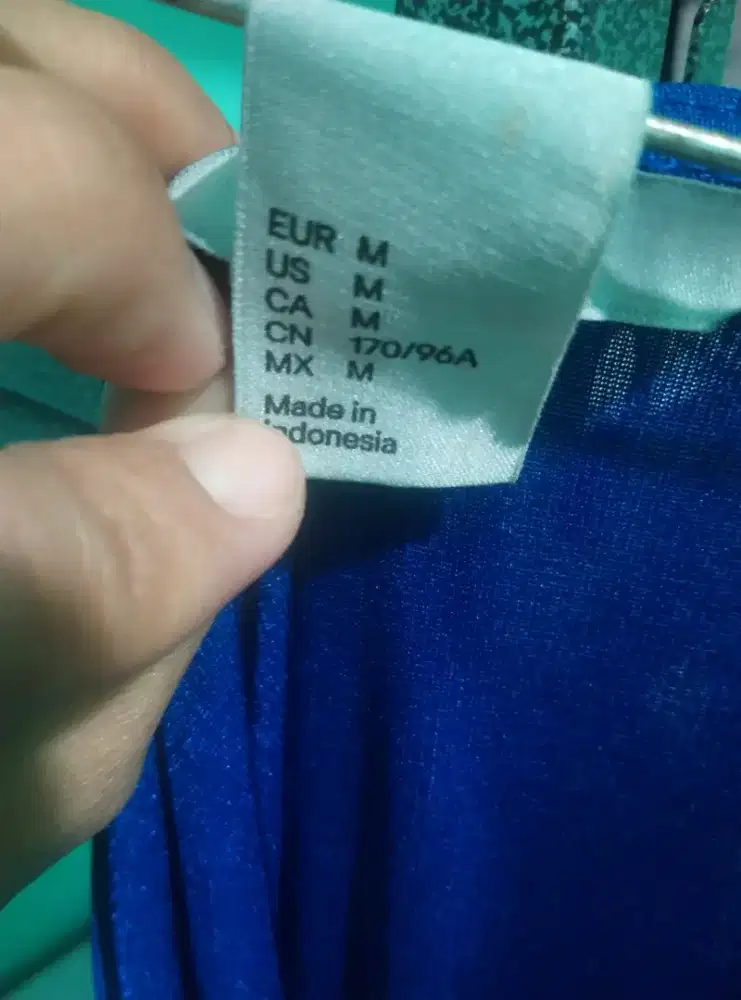 EUR M
US M
CA M
CN 170/96A
MX M
Made in
Indonesia